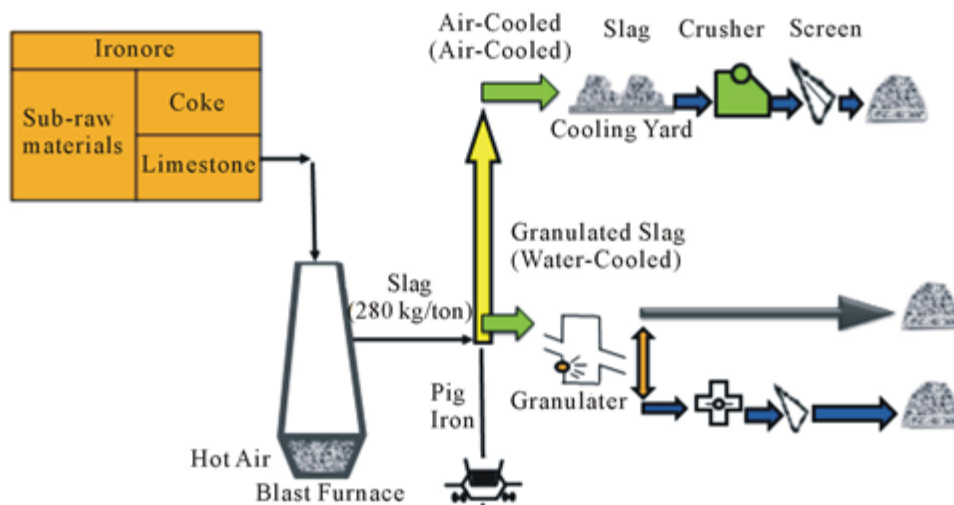 Ironore
Sub-raw
materials
Coke
Limestone
Air-Cooled
(Air-Cooled)
Slag
Crusher
Screen
Cooling Yard
Granulated Slag
(Water-Cooled)
Slag
(280 kg/ton)
Granulater
Pig
Iron
Hot Air
Blast Furnace